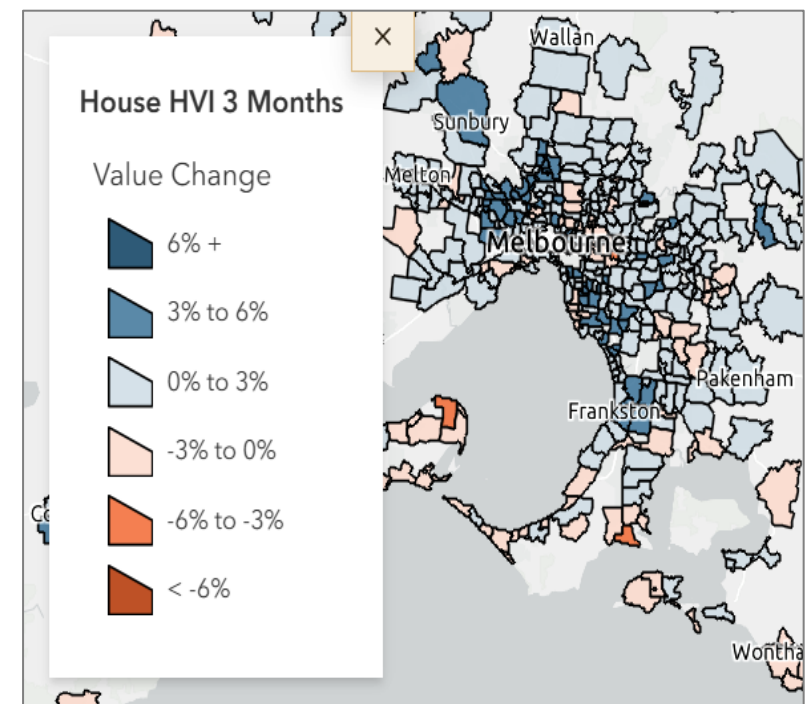 ×
House HVI 3 Months
Value Change
6% +
3% to 6%
0% to 3%
-3% to 0%
-6% to -3%
< -6%
Wallan
Sunbury
Melton
Melbourne
Pakenham
Frankston